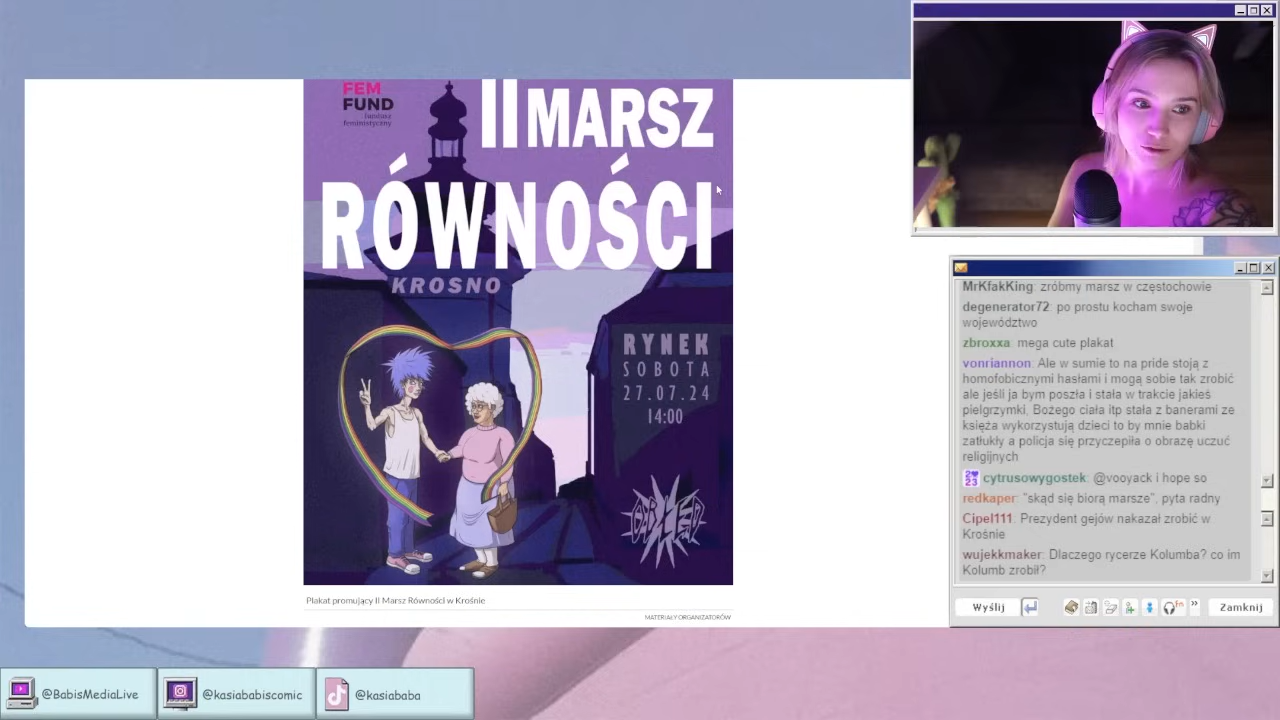 FEM
FUND
fundusz
feministyczny
II MARSZ
RÓWNOŚCI
KROSNO
RYNEK
SOBOTA
27.07.24
14:00
Plakat promujący II Marsz Równości w Krośnie
MATERIAŁY ORGANIZATORÓW
MrKfakKing: zróbmy marsz w częstochowie
degenerator72: po prostu kocham swoje
województwo
zbroxxa: mega cute plakat
vonriannon: Ale w sumie to na pride stoją z
homofobicznymi hasłami i mogą sobie tak zrobić
ale jeśli ja bym poszła i stała w trakcie jakieś
pielgrzymki, Bożego ciała itp stała z banerami ze
księża wykorzystują dzieci to by mnie babki
zatłukły a policja się przyczepiła o obrazę uczuć
religijnych
cytrusowygostek: @vooyack i hope so
redkaper: "skąd się biorą marsze", pyta radny
Cipel111: Prezydent gejów nakazał zrobić w
Krośnie
wujekkmaker: Dlaczego rycerze Kolumba? co im
Kolumb zrobił?
Wyślij
Zamknij
@BabisMediaLive
@kasiababiscomic
@kasiababa